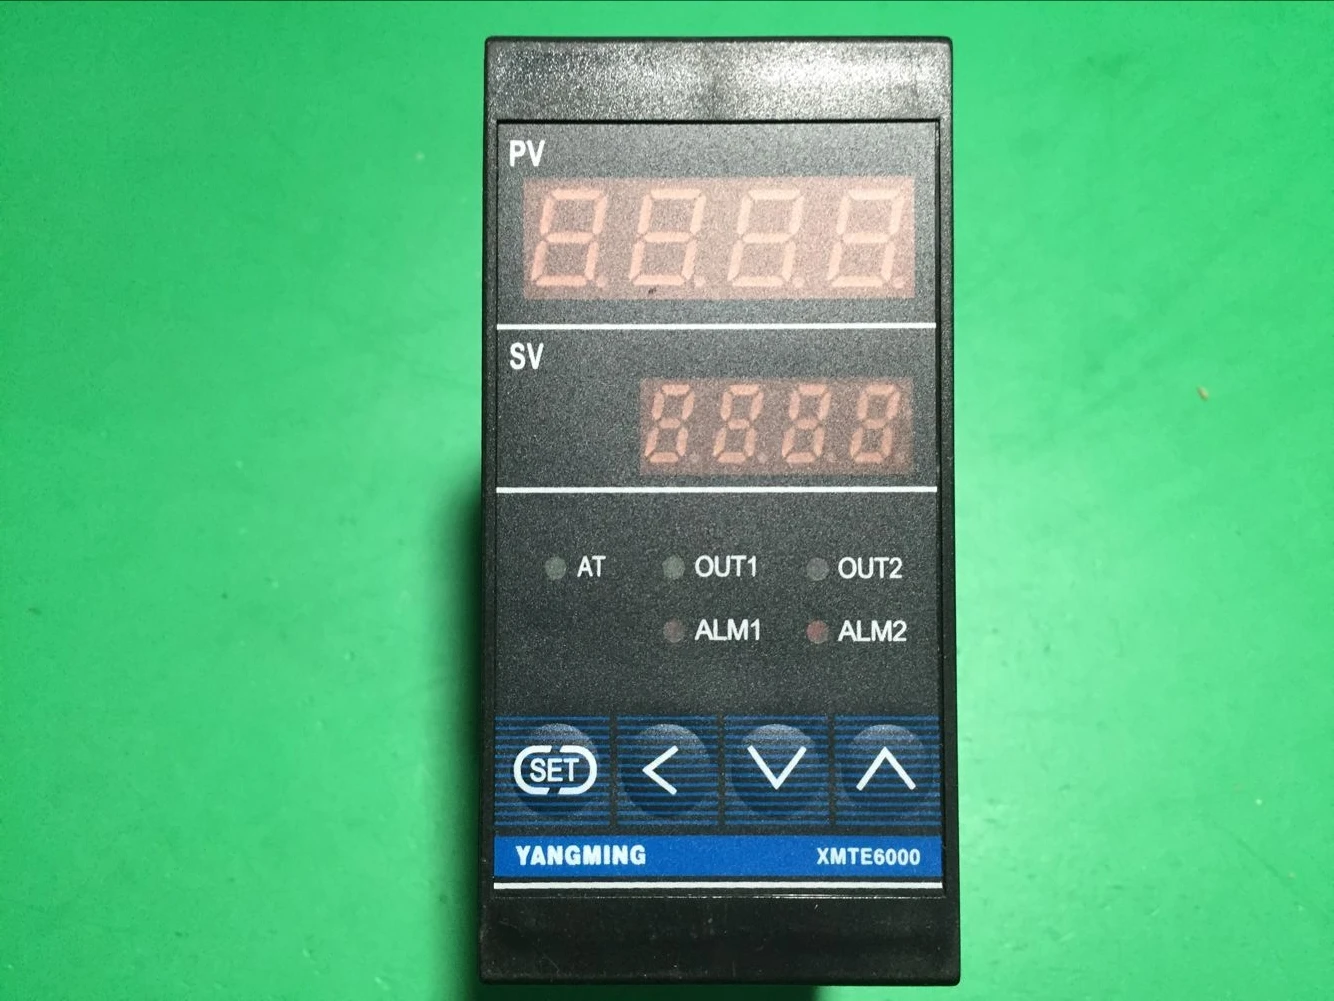 PV
SV
AT OUT1 OUT2
ALM1 ALM2
SET
YANGMING XMTE6000